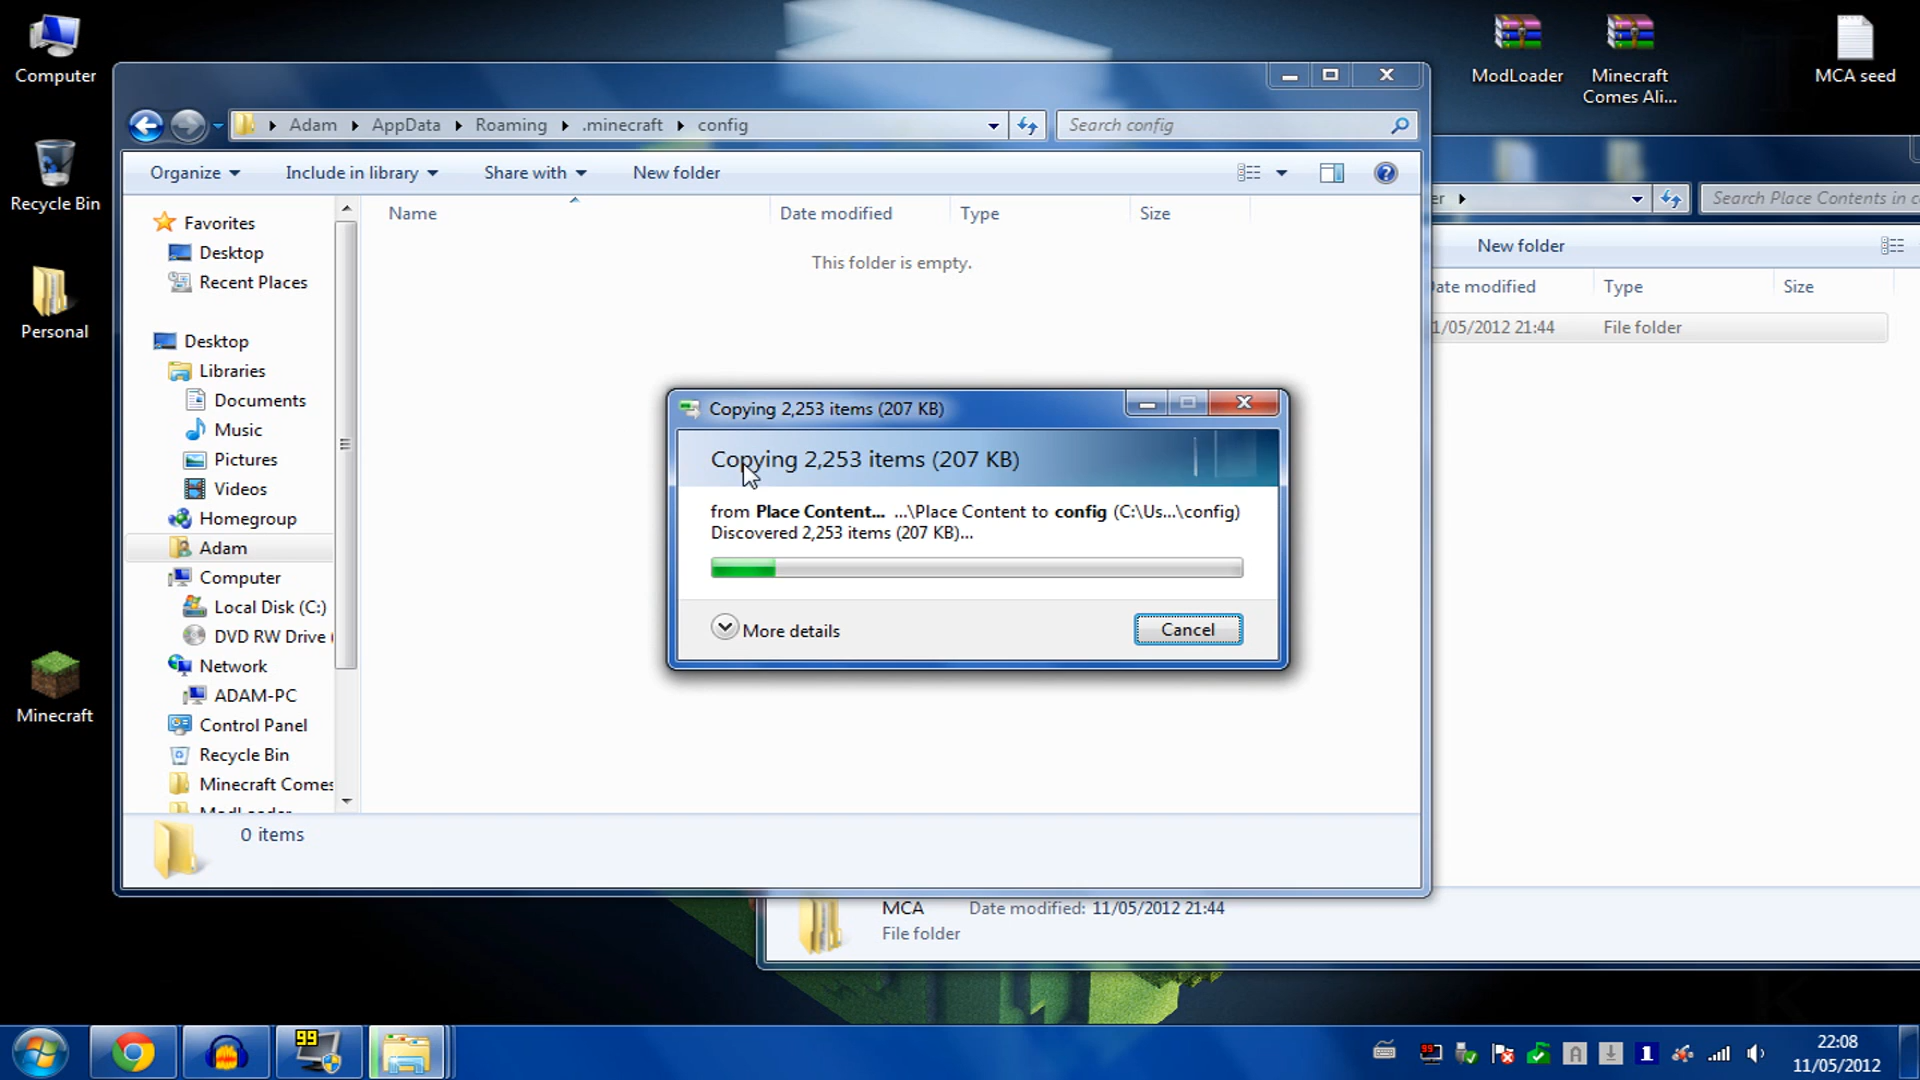 Computer
Recycle Bin
Personal
Minecraft
ModLoader
Minecraft
Comes Ali...
MCA seed
Adam
AppData
Roaming
.minecraft
config
Search config
Organize
Include in library
Share with
New folder
Name
Date modified
Type
Size
This folder is empty.
Favorites
Desktop
Recent Places
Desktop
Libraries
Documents
Music
Pictures
Videos
Homegroup
Adam
Computer
Local Disk (C:)
DVD RW Drive
Network
ADAM-PC
Control Panel
Recycle Bin
Minecraft Comes
0 items
Copying 2,253 items (207 KB)
Copying 2,253 items (207 KB)
from Place Content... ...\Place Content to config (C:\Us...\config)
Discovered 2,253 items (207 KB)...
More details
Cancel
er
Search Place Contents in c
New folder
ate modified
Type
Size
1/05/2012 21:44
File folder
MCA
Date modified: 11/05/2012 21:44
File folder
99
99
A
1
22:08
11/05/2012